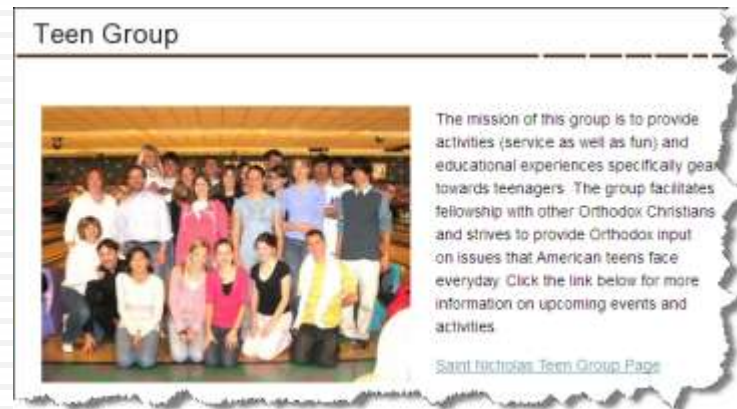 Teen Group
The mission of this group is to provide
activities (service as well as fun) and
educational experiences specifically gear
towards teenagers. The group facilitates
fellowship with other Orthodox Christians
and strives to provide Orthodox input
on issues that American teens face
everyday. Click the link below for more
information on upcoming events and
activities.
Saint Nicholas Teen Group Page